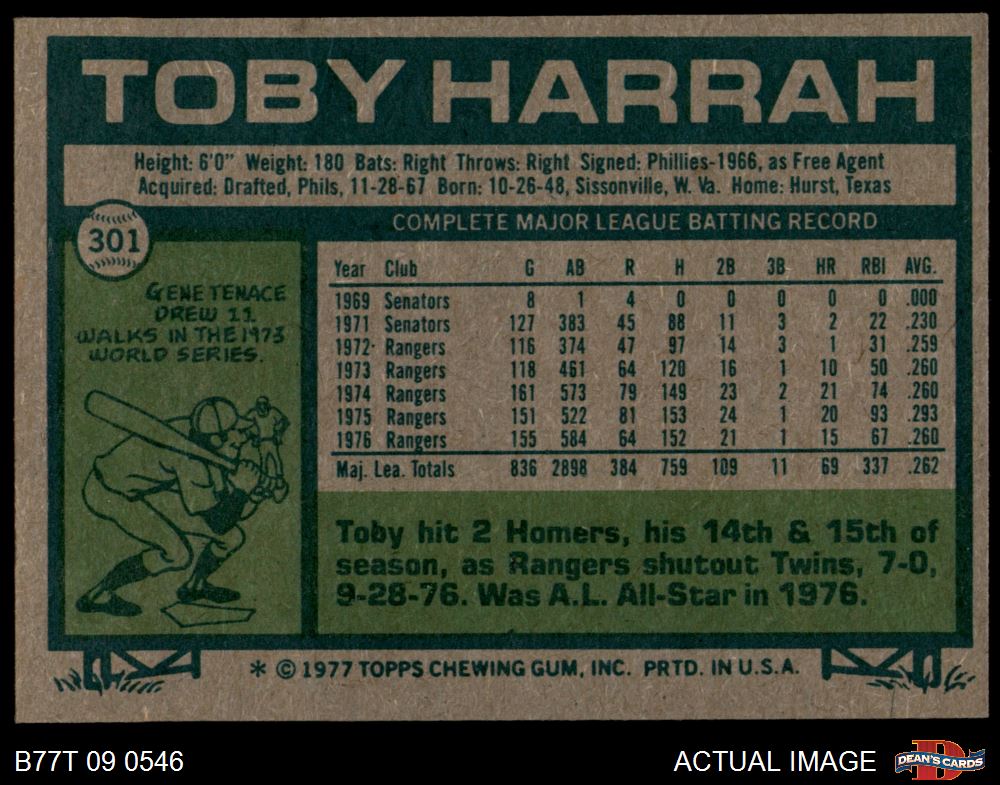 TOBY HARRAH
Height: 6'0" Weight: 180 Bats: Right Throws: Right Signed: Phillies-1966, as Free Agent
Acquired: Drafted, Phils, 11-28-67 Born: 10-26-48, Sissonville, W. Va. Home: Hurst, Texas
301
COMPLETE MAJOR LEAGUE BATTING RECORD
GENE TENACE
DREW 11
WALKS IN THE 1973
WORLD SERIES.
Year Club G AB R H 2B 3B HR RBI AVG.
1969 Senators 8 1 4 0 0 0 0 0 .000
1971 Senators 127 383 45 88 11 3 2 22 .230
1972 Rangers 116 374 47 97 14 3 1 31 .259
1973 Rangers 118 461 64 120 16 1 10 50 .260
1974 Rangers 161 573 79 149 23 2 21 74 .260
1975 Rangers 151 522 81 153 24 1 20 93 .293
1976 Rangers 155 584 64 152 21 1 15 67 .260
Maj. Lea. Totals 836 2898 384 759 109 11 69 337 .262
Toby hit 2 Homers, his 14th & 15th of
season, as Rangers shutout Twins, 7-0,
9-28-76. Was A.L. All-Star in 1976.
* © 1977 TOPPS CHEWING GUM, INC. PRTD. IN U.S.A.
B77T 09 0546
ACTUAL IMAGE
DEAN'S CARDS